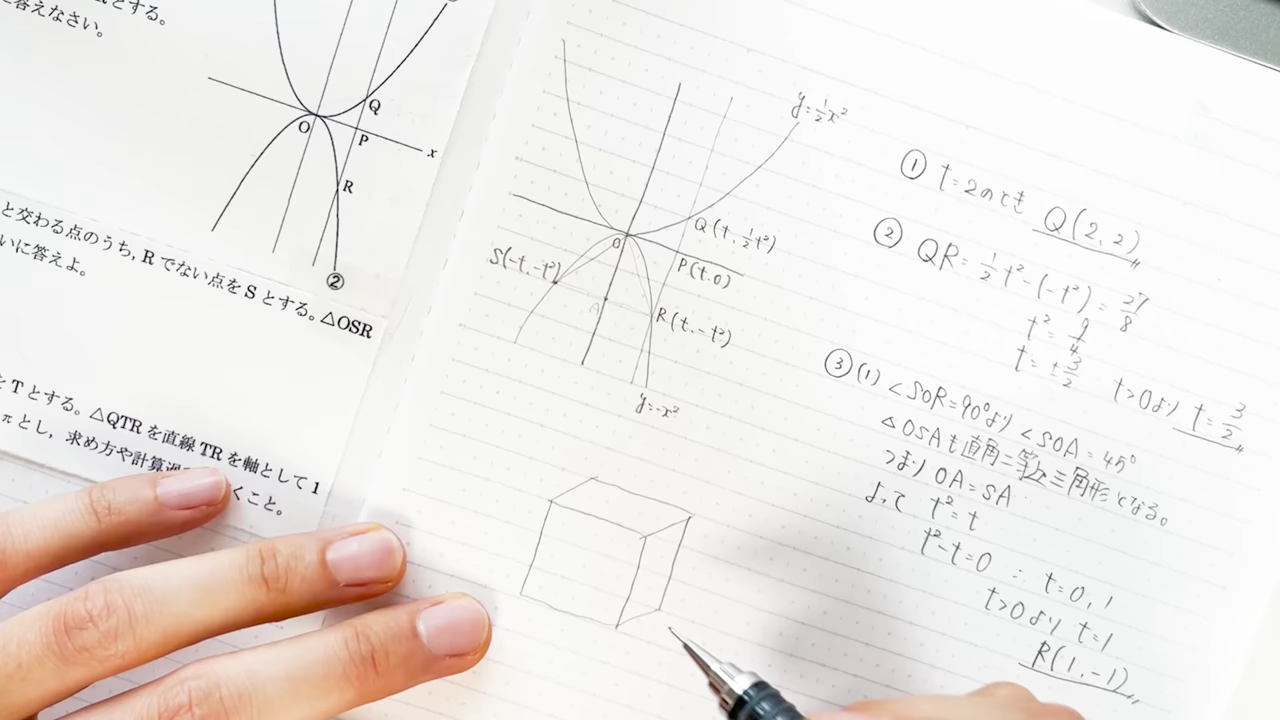 とする。
に答えなさい。
O
Q
P
x
R
②
と交わる点のうち, Rでない点をSとする。△OSR
いに答えよ。
をTとする。△QTRを直線TRを軸として1
πとし, 求め方や計算過
くこと。
y=1/2x²
O
Q(t, 1/2t²)
P(t.0)
S(-t, -t²)
A
R(t, -t²)
y=-x²
① t=2のとき Q(2, 2)
② QR=1/2t²-(-t²)=27/8
t²=9/4
t=±3/2 t>0より t=3/2
③(1) ∠SOR=90°より ∠SOA=45°
△OSAも直角二等辺三角形となる。
つまり OA=SA
よって t²=t
t²-t=0 : t=0, 1
t>0より t=1
R(1, -1)